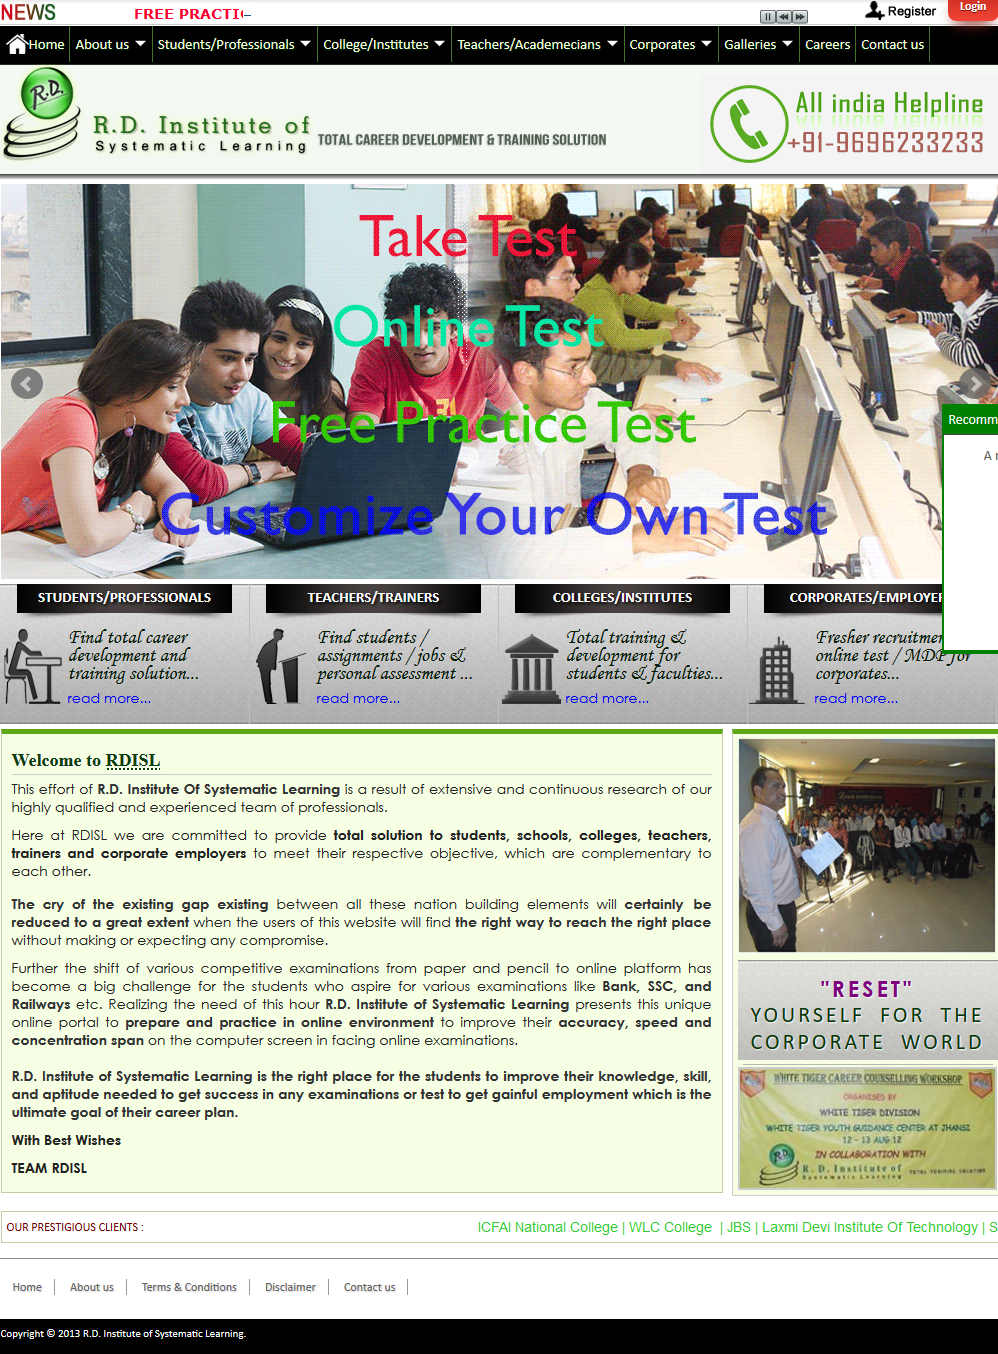 NEWS
FREE PRACTI
Register
Login
Home
About us
Students/Professionals
College/Institutes
Teachers/Academecians
Corporates
Galleries
Careers
Contact us
R.D.
R.D. Institute of
Systematic Learning
TOTAL CAREER DEVELOPMENT & TRAINING SOLUTION
All india Helpline
+91-9696233233
Take Test
Online Test
Free Practice Test
Customize Your Own Test
Recomm
A r
STUDENTS/PROFESSIONALS
Find total career
development and
training solution...
read more...
TEACHERS/TRAINERS
Find students /
assignments / jobs &
personal assessment ...
read more...
COLLEGES/INSTITUTES
Total training &
development for
students & faculties...
read more...
CORPORATES/EMPLOYER
Fresher recruitmen
online test / MDP for
corporates...
read more...
Welcome to RDISL
This effort of R.D. Institute Of Systematic Learning is a result of extensive and continuous research of our
highly qualified and experienced team of professionals.
Here at RDISL we are committed to provide total solution to students, schools, colleges, teachers,
trainers and corporate employers to meet their respective objective, which are complementary to
each other.
The cry of the existing gap existing between all these nation building elements will certainly be
reduced to a great extent when the users of this website will find the right way to reach the right place
without making or expecting any compromise.
Further the shift of various competitive examinations from paper and pencil to online platform has
become a big challenge for the students who aspire for various examinations like Bank, SSC, and
Railways etc. Realizing the need of this hour R.D. Institute of Systematic Learning presents this unique
online portal to prepare and practice in online environment to improve their accuracy, speed and
concentration span on the computer screen in facing online examinations.
R.D. Institute of Systematic Learning is the right place for the students to improve their knowledge, skill,
and aptitude needed to get success in any examinations or test to get gainful employment which is the
ultimate goal of their career plan.
With Best Wishes
TEAM RDISL
"RESET"
YOURSELF FOR THE
CORPORATE WORLD
WHITE TIGER CAREER COUNSELLING WORKSHOP
ORGANISED BY
WHITE TIGER DIVISION
WHITE TIGER YOUTH GUIDANCE CENTER AT JHANSI
12 - 13 AUG 12
IN COLLABORATION WITH
R.D. Institute of
Systematic Learning
TOTAL TRAINING SOLUTION
OUR PRESTIGIOUS CLIENTS :
ICFAI National College | WLC College | JBS | Laxmi Devi Institute Of Technology | S
Home
About us
Terms & Conditions
Disclaimer
Contact us
Copyright © 2013 R.D. Institute of Systematic Learning.